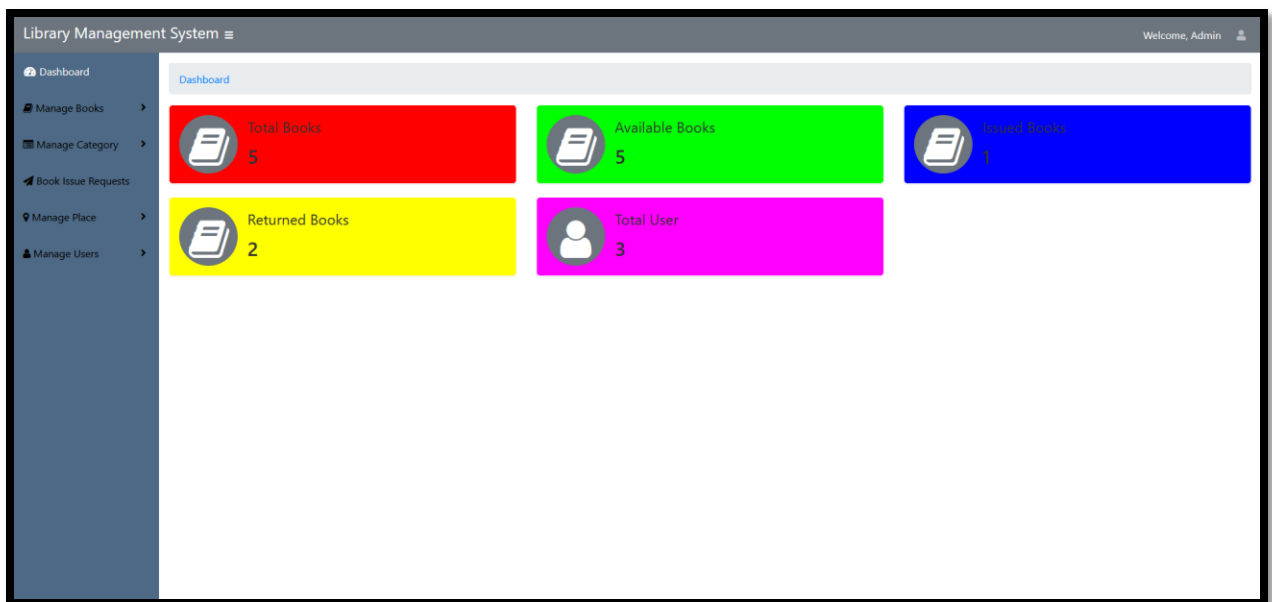 Library Management System
Welcome, Admin
Dashboard
Manage Books
Manage Category
Book Issue Requests
Manage Place
Manage Users
Dashboard
Total Books
5
Available Books
5
Issued Books
1
Returned Books
2
Total User
3